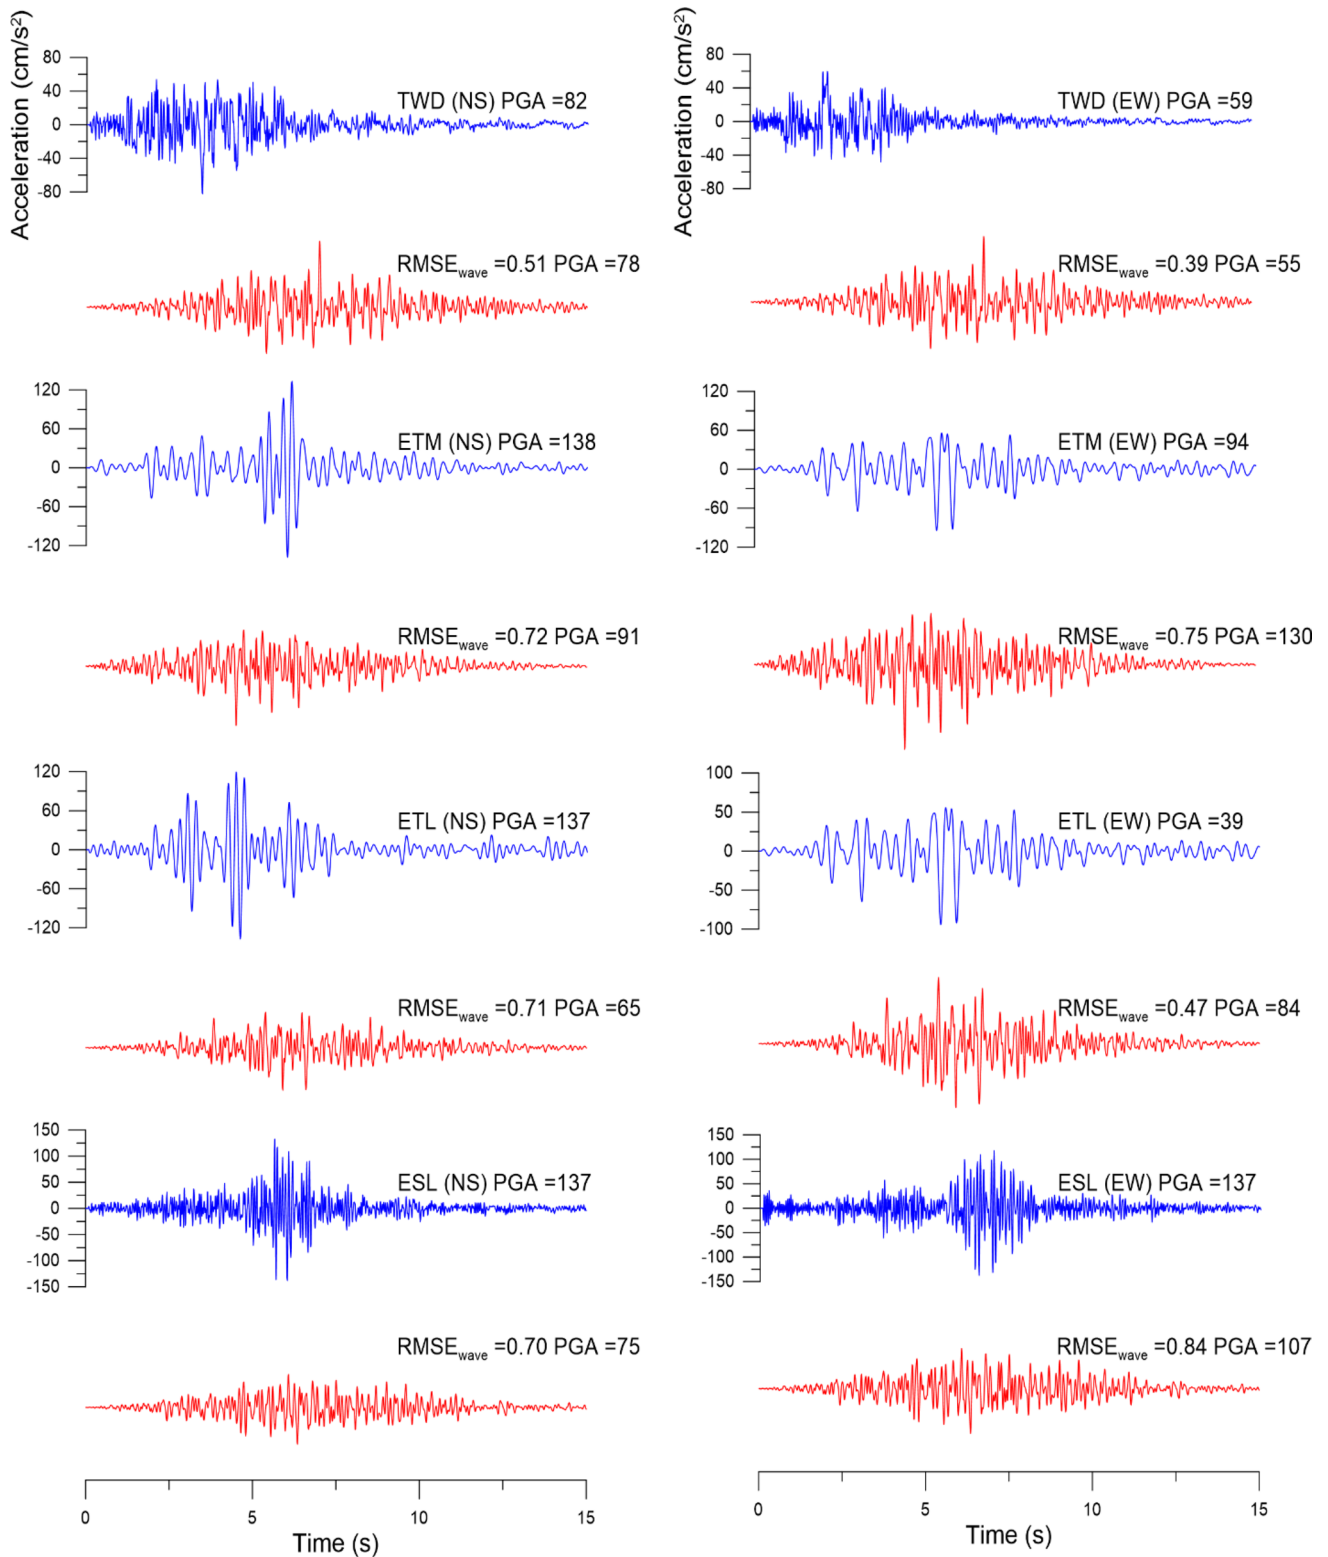 Acceleration (cm/s²)
80
40
0
-40
-80
TWD (NS) PGA =82
RMSEwave =0.51 PGA =78
120
60
0
-60
-120
ETM (NS) PGA =138
RMSEwave =0.72 PGA =91
120
60
0
-60
-120
ETL (NS) PGA =137
RMSEwave =0.71 PGA =65
150
100
50
0
-50
-100
-150
ESL (NS) PGA =137
RMSEwave =0.70 PGA =75
0 5 10 15
Time (s)
Acceleration (cm/s²)
80
40
0
-40
-80
TWD (EW) PGA =59
RMSEwave =0.39 PGA =55
120
60
0
-60
-120
ETM (EW) PGA =94
RMSEwave =0.75 PGA =130
100
50
0
-50
-100
ETL (EW) PGA =39
RMSEwave =0.47 PGA =84
150
100
50
0
-50
-100
-150
ESL (EW) PGA =137
RMSEwave =0.84 PGA =107
0 5 10 15
Time (s)